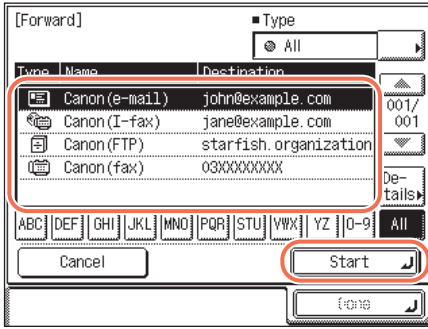 [Forward]
■Type
All
Type Name Destination
Canon(e-mail) john@example.com
Canon(I-fax) jane@example.com
Canon(FTP) starfish.organization
Canon(fax) 03XXXXXXXX
001/
001
De-
tails▸
ABC DEF GHI JKL MNO PQR STU VWX YZ 0-9 All
Cancel
Start
Done